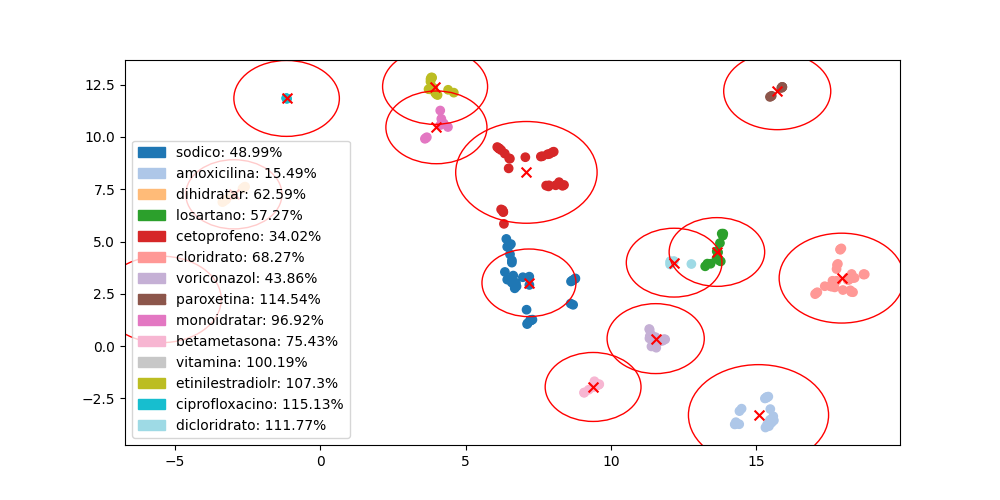 12.5
10.0
7.5
5.0
2.5
0.0
−2.5
sodico: 48.99%
amoxicilina: 15.49%
dihidratar: 62.59%
losartano: 57.27%
cetoprofeno: 34.02%
cloridrato: 68.27%
voriconazol: 43.86%
paroxetina: 114.54%
monoidratar: 96.92%
betametasona: 75.43%
vitamina: 100.19%
etinilestradiolr: 107.3%
ciprofloxacino: 115.13%
dicloridrato: 111.77%
−5
0
5
10
15